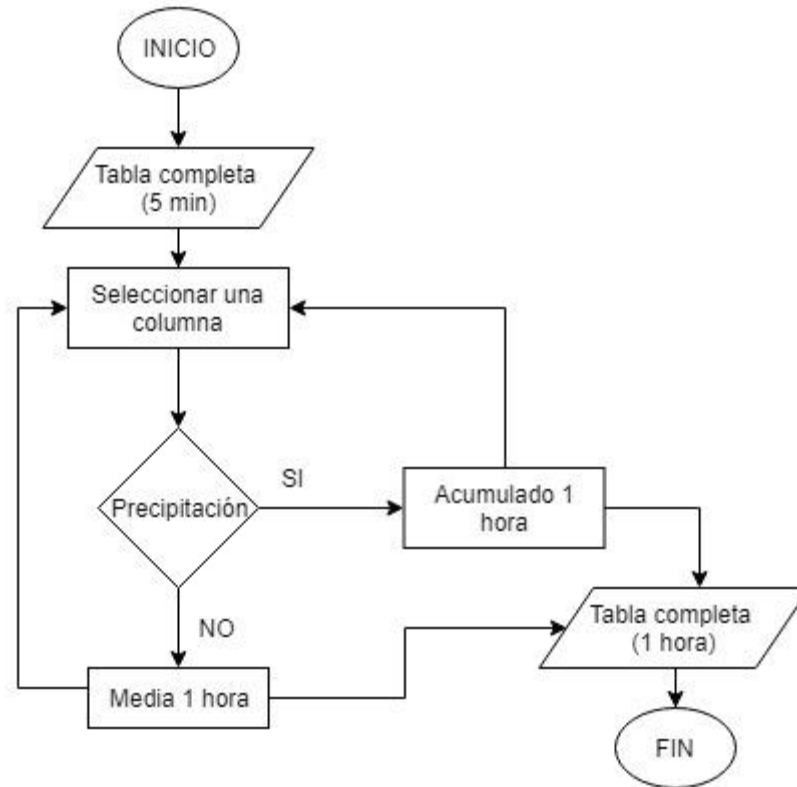 INICIO
Tabla completa
(5 min)
Seleccionar una
columna
Precipitación
SI
Acumulado 1
hora
NO
Tabla completa
(1 hora)
Media 1 hora
FIN